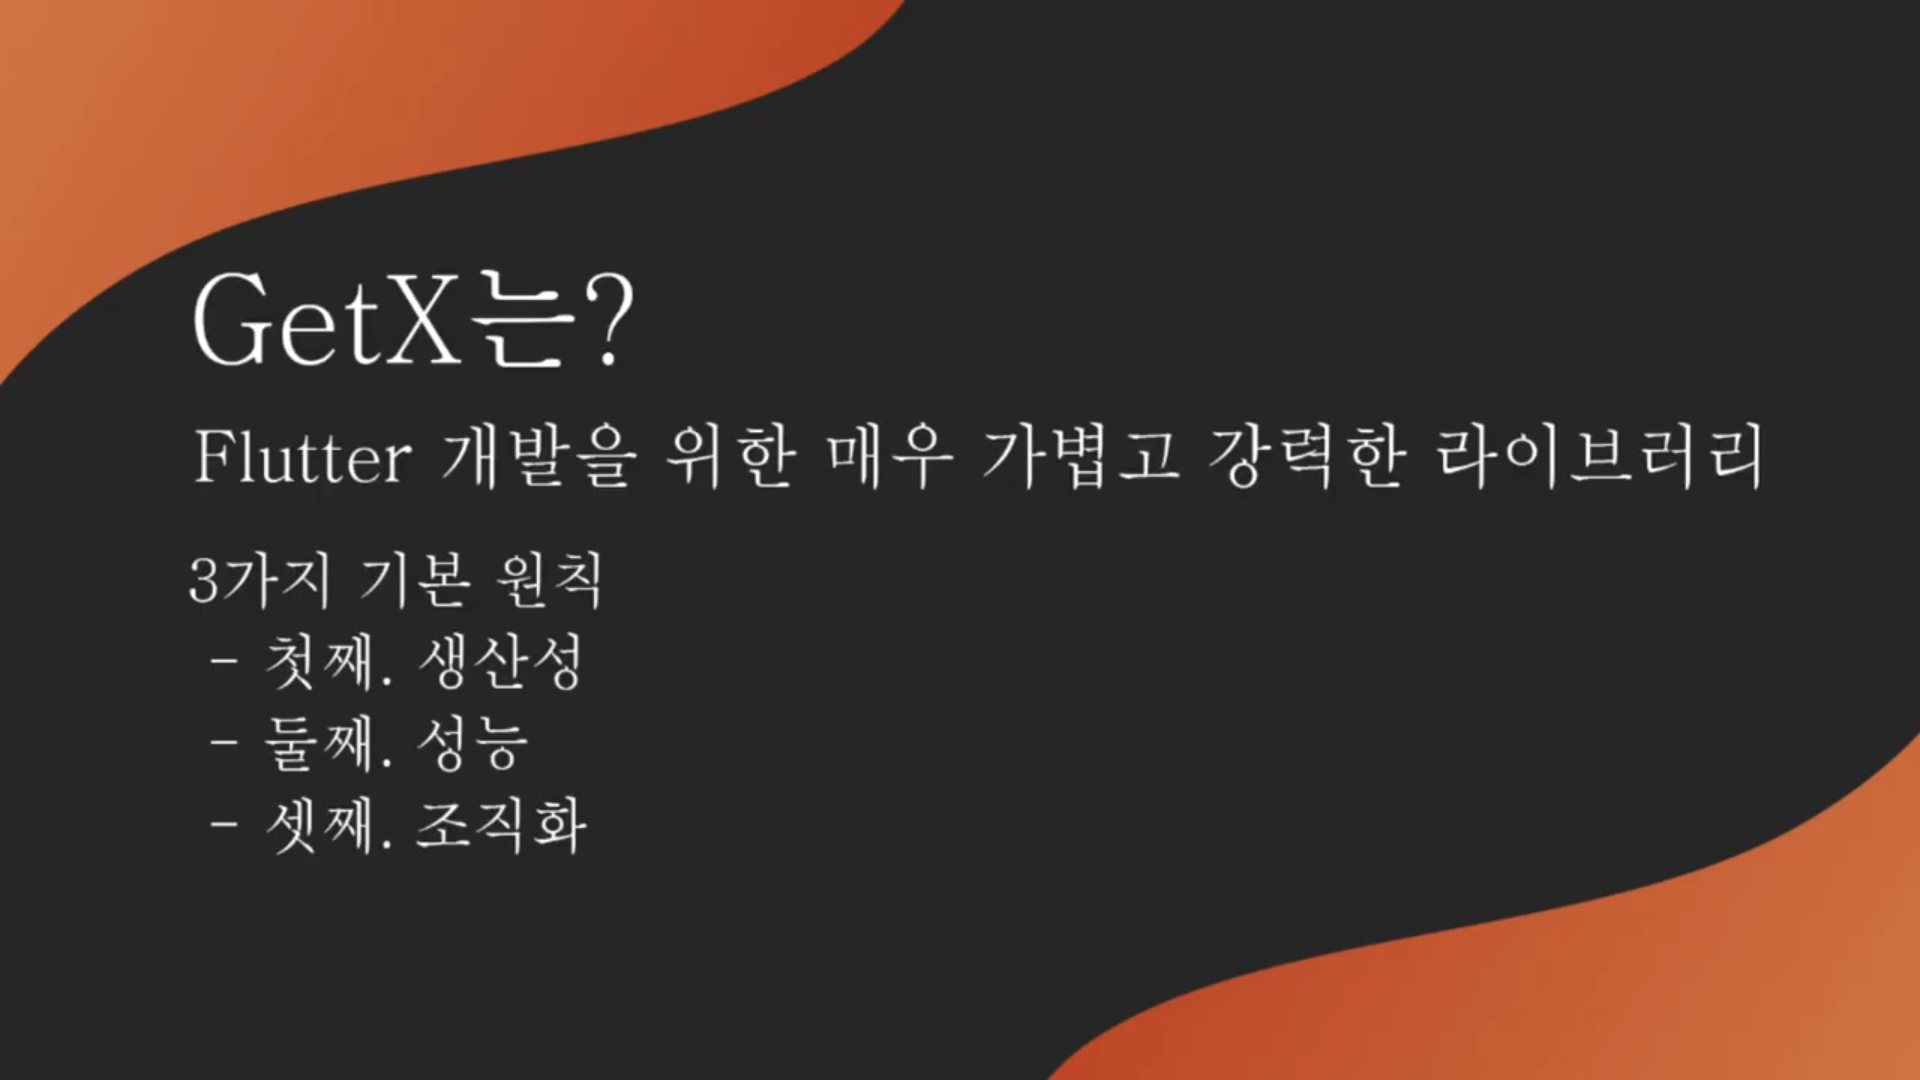 GetX는?
Flutter 개발을 위한 매우 가볍고 강력한 라이브러리
3가지 기본 원칙
- 첫째. 생산성
- 둘째. 성능
- 셋째. 조직화